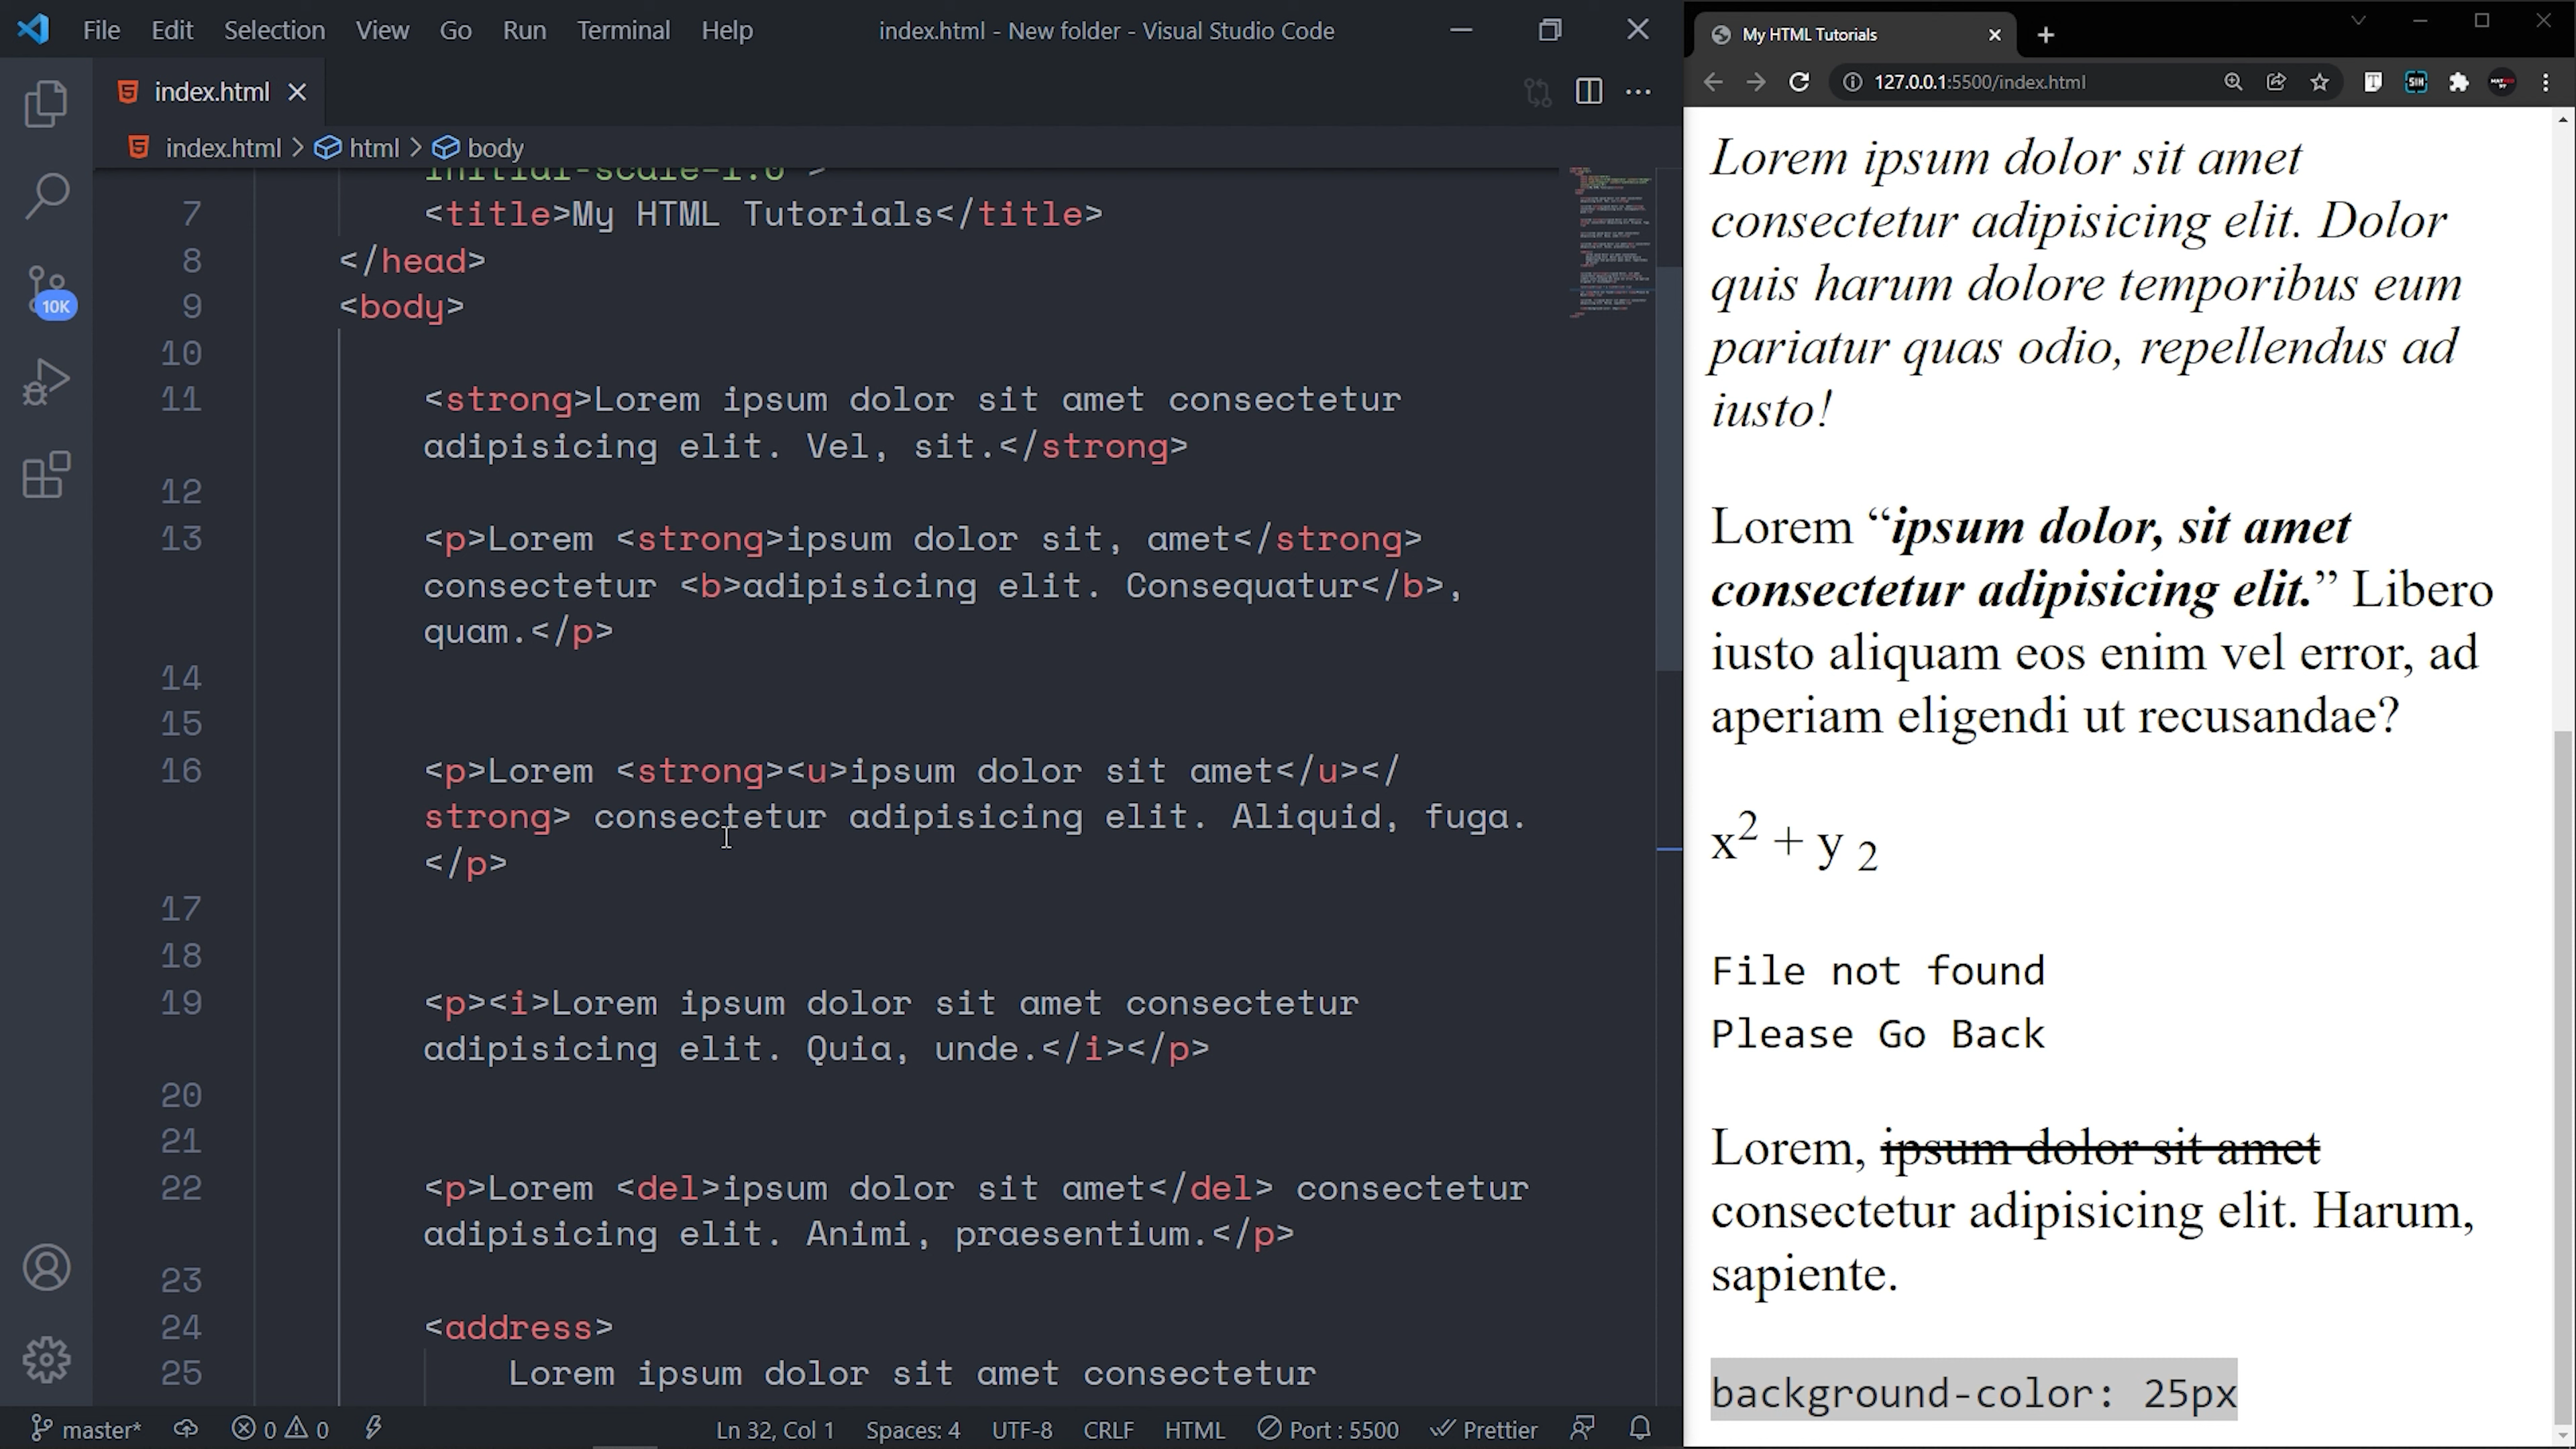 File Edit Selection View Go Run Terminal Help index.html - New folder - Visual Studio Code
index.html
index.html > html > body
initial-scale=1.0">
7 <title>My HTML Tutorials</title>
8 </head>
9 <body>
10
11 <strong>Lorem ipsum dolor sit amet consectetur
adipisicing elit. Vel, sit.</strong>
12
13 <p>Lorem <strong>ipsum dolor sit, amet</strong>
consectetur <b>adipisicing elit. Consequatur</b>,
quam.</p>
14
15
16 <p>Lorem <strong><u>ipsum dolor sit amet</u></
strong> consectetur adipisicing elit. Aliquid, fuga.
</p>
17
18
19 <p><i>Lorem ipsum dolor sit amet consectetur
adipisicing elit. Quia, unde.</i></p>
20
21
22 <p>Lorem <del>ipsum dolor sit amet</del> consectetur
adipisicing elit. Animi, praesentium.</p>
23
24 <address>
25 Lorem ipsum dolor sit amet consectetur
10K
master* 0 0 Ln 32, Col 1 Spaces: 4 UTF-8 CRLF HTML Port : 5500 Prettier
My HTML Tutorials
127.0.0.1:5500/index.html
SIH
Lorem ipsum dolor sit amet
consectetur adipisicing elit. Dolor
quis harum dolore temporibus eum
pariatur quas odio, repellendus ad
iusto!
Lorem “ipsum dolor, sit amet
consectetur adipisicing elit.” Libero
iusto aliquam eos enim vel error, ad
aperiam eligendi ut recusandae?
x2 + y 2
File not found
Please Go Back
Lorem, ipsum dolor sit amet
consectetur adipisicing elit. Harum,
sapiente.
background-color: 25px